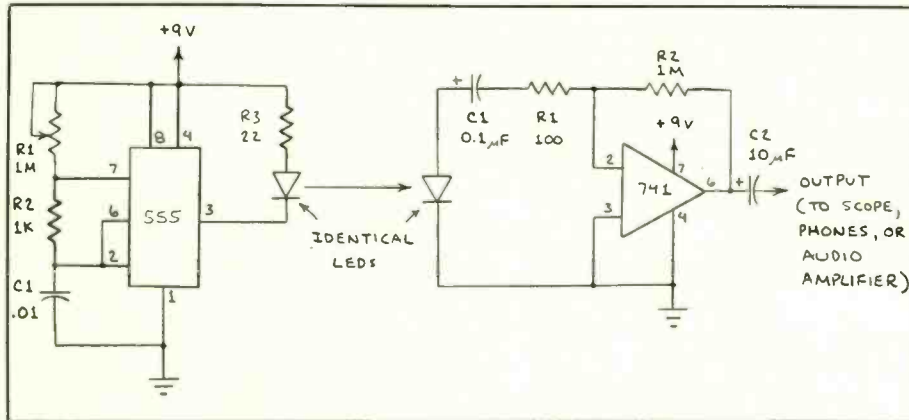 +9V
R1
1M
R2
1K
C1
.01
7
6
2
8
4
555
3
1
R3
22
IDENTICAL
LEDS
+
C1
0.1µF
R1
100
R2
1M
+9V
2
3
741
7
6
4
+
C2
10µF
OUTPUT
(TO SCOPE,
PHONES, OR
AUDIO
AMPLIFIER)